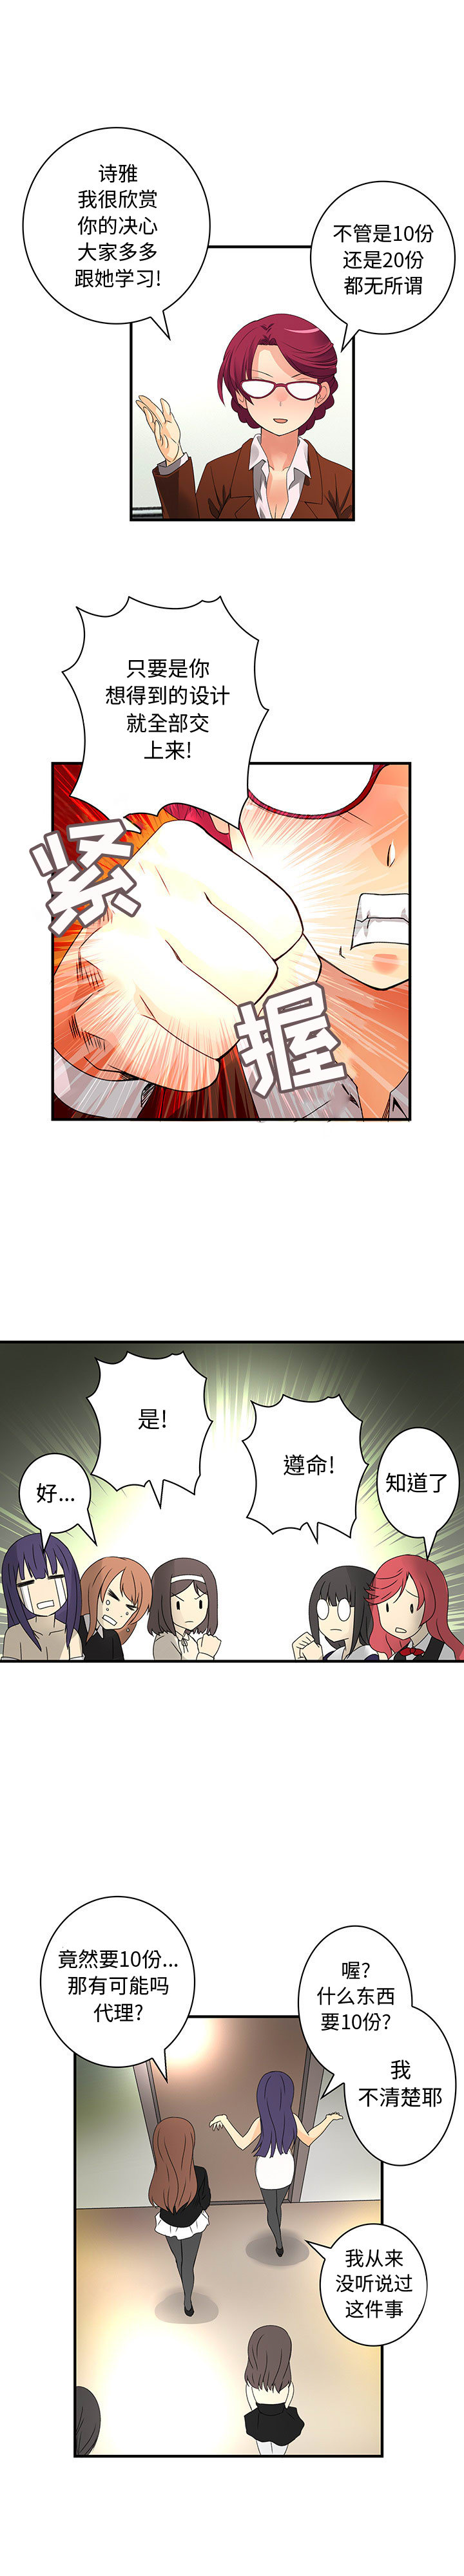 诗雅
我很欣赏
你的决心
大家多多
跟她学习!
不管是10份
还是20份
都无所谓
只要是你
想得到的设计
就全部交
上来!
紧
握
好...
是!
遵命!
知道了
竟然要10份...
那有可能吗
代理?
喔?
什么东西
要10份?
我
不清楚耶
我从来
没听说过
这件事